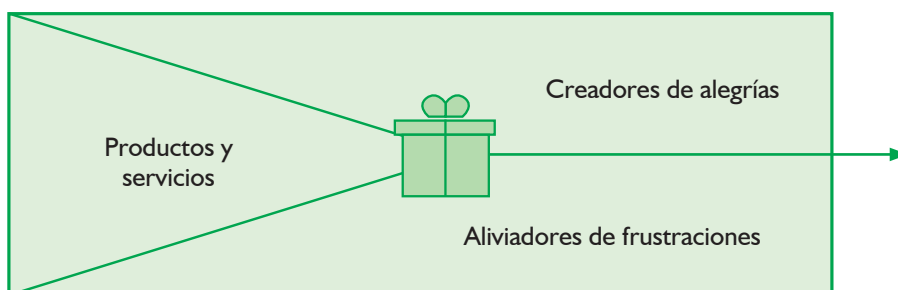 Creadores de alegrías
Productos y
servicios
Aliviadores de frustraciones